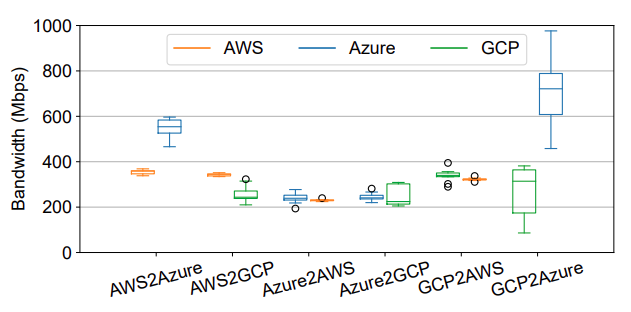 AWS Azure GCP
Bandwidth (Mbps)
1000
800
600
400
200
0
AWS2Azure AWS2GCP Azure2AWS Azure2GCP GCP2AWS GCP2Azure